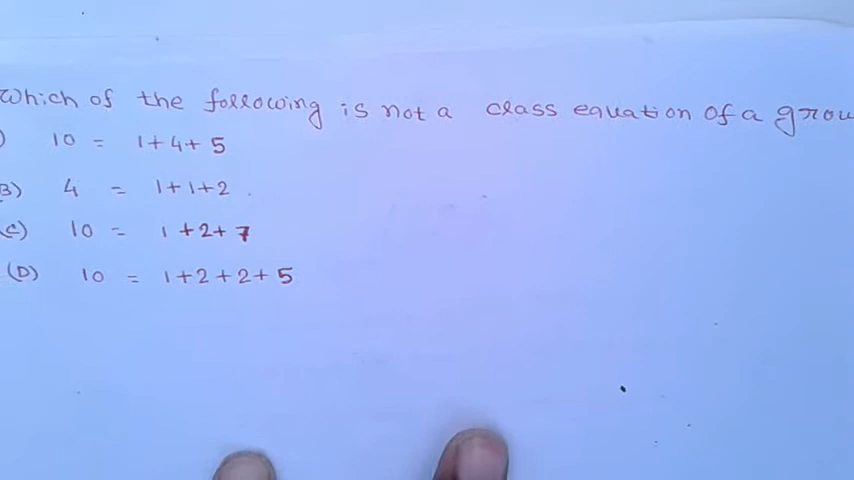 Which of the following is not a class equation of a grou
) 10 = 1+4+5
B) 4 = 1+1+2
(C) 10 = 1+2+7
(D) 10 = 1+2+2+5